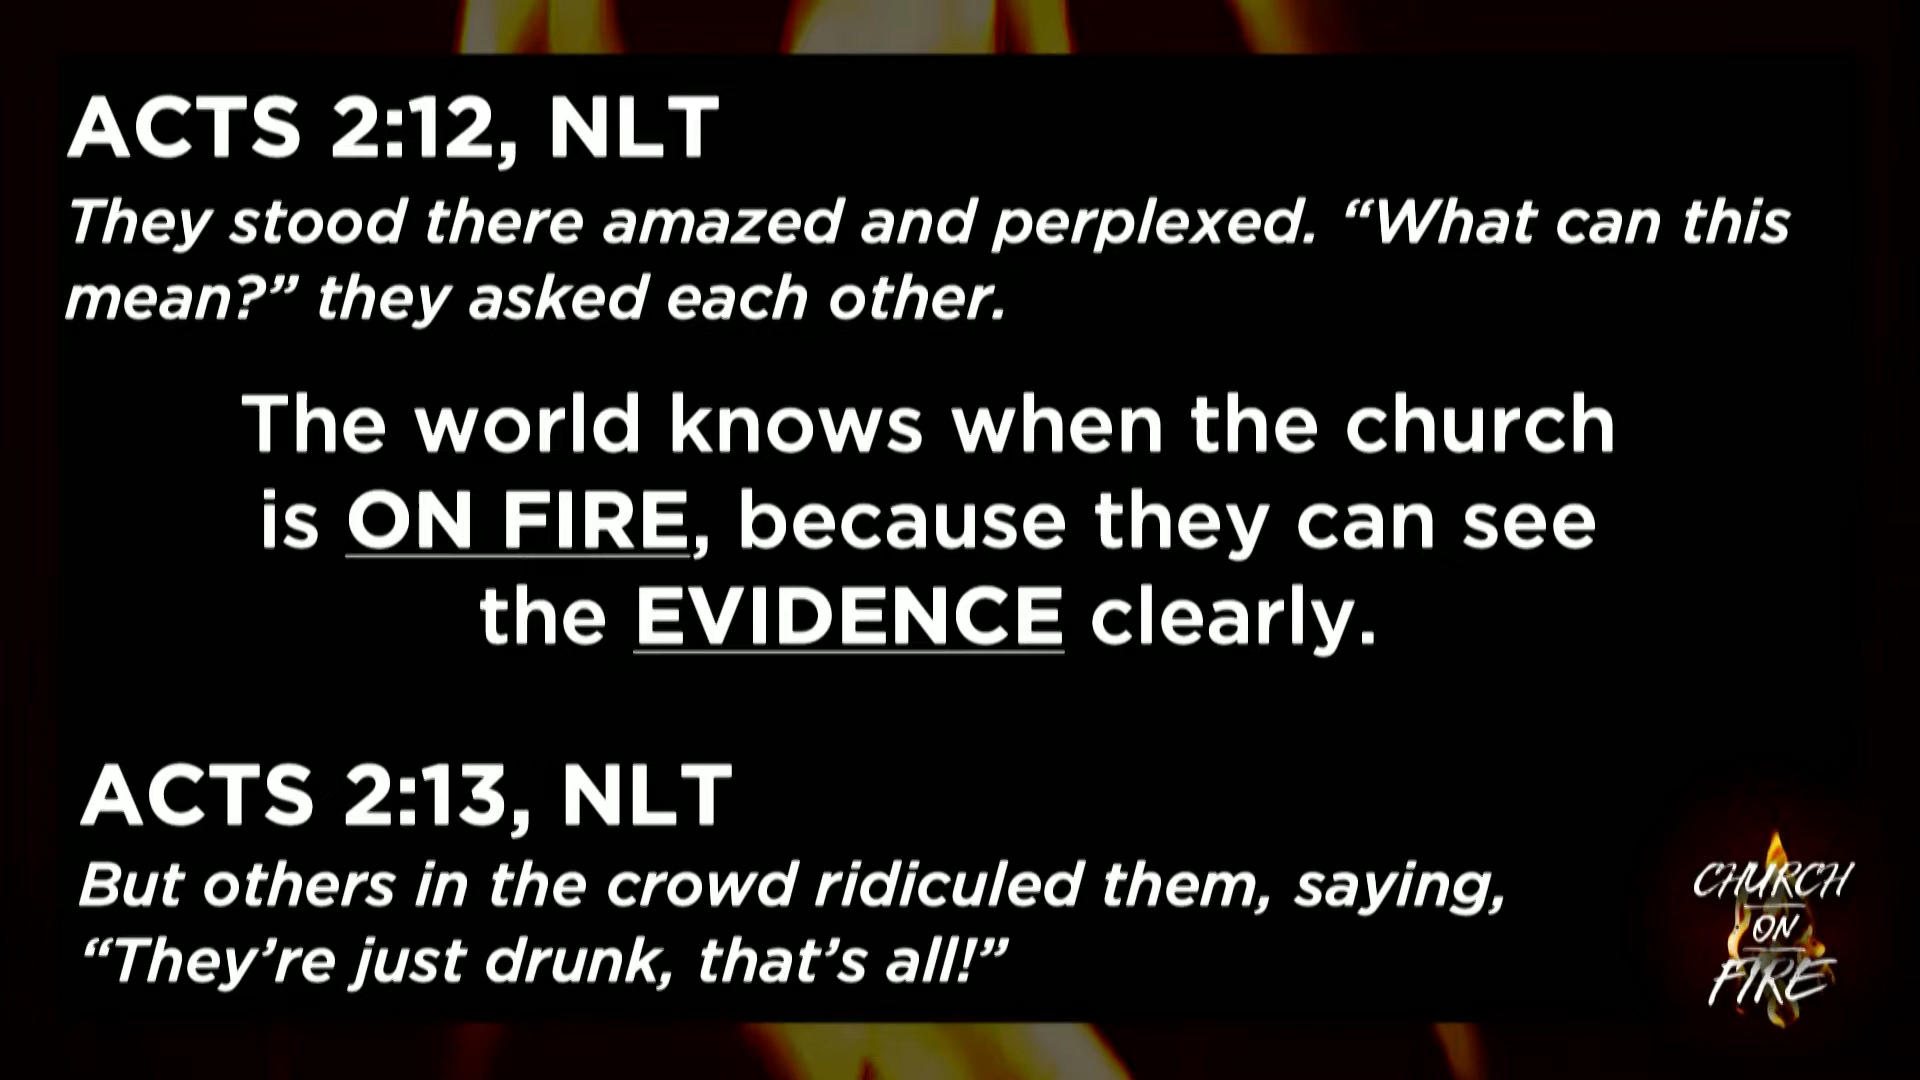 ACTS 2:12, NLT
They stood there amazed and perplexed. “What can this
mean?” they asked each other.
The world knows when the church
is ON FIRE, because they can see
the EVIDENCE clearly.
ACTS 2:13, NLT
But others in the crowd ridiculed them, saying,
“They’re just drunk, that’s all!”
CHURCH
ON
FIRE